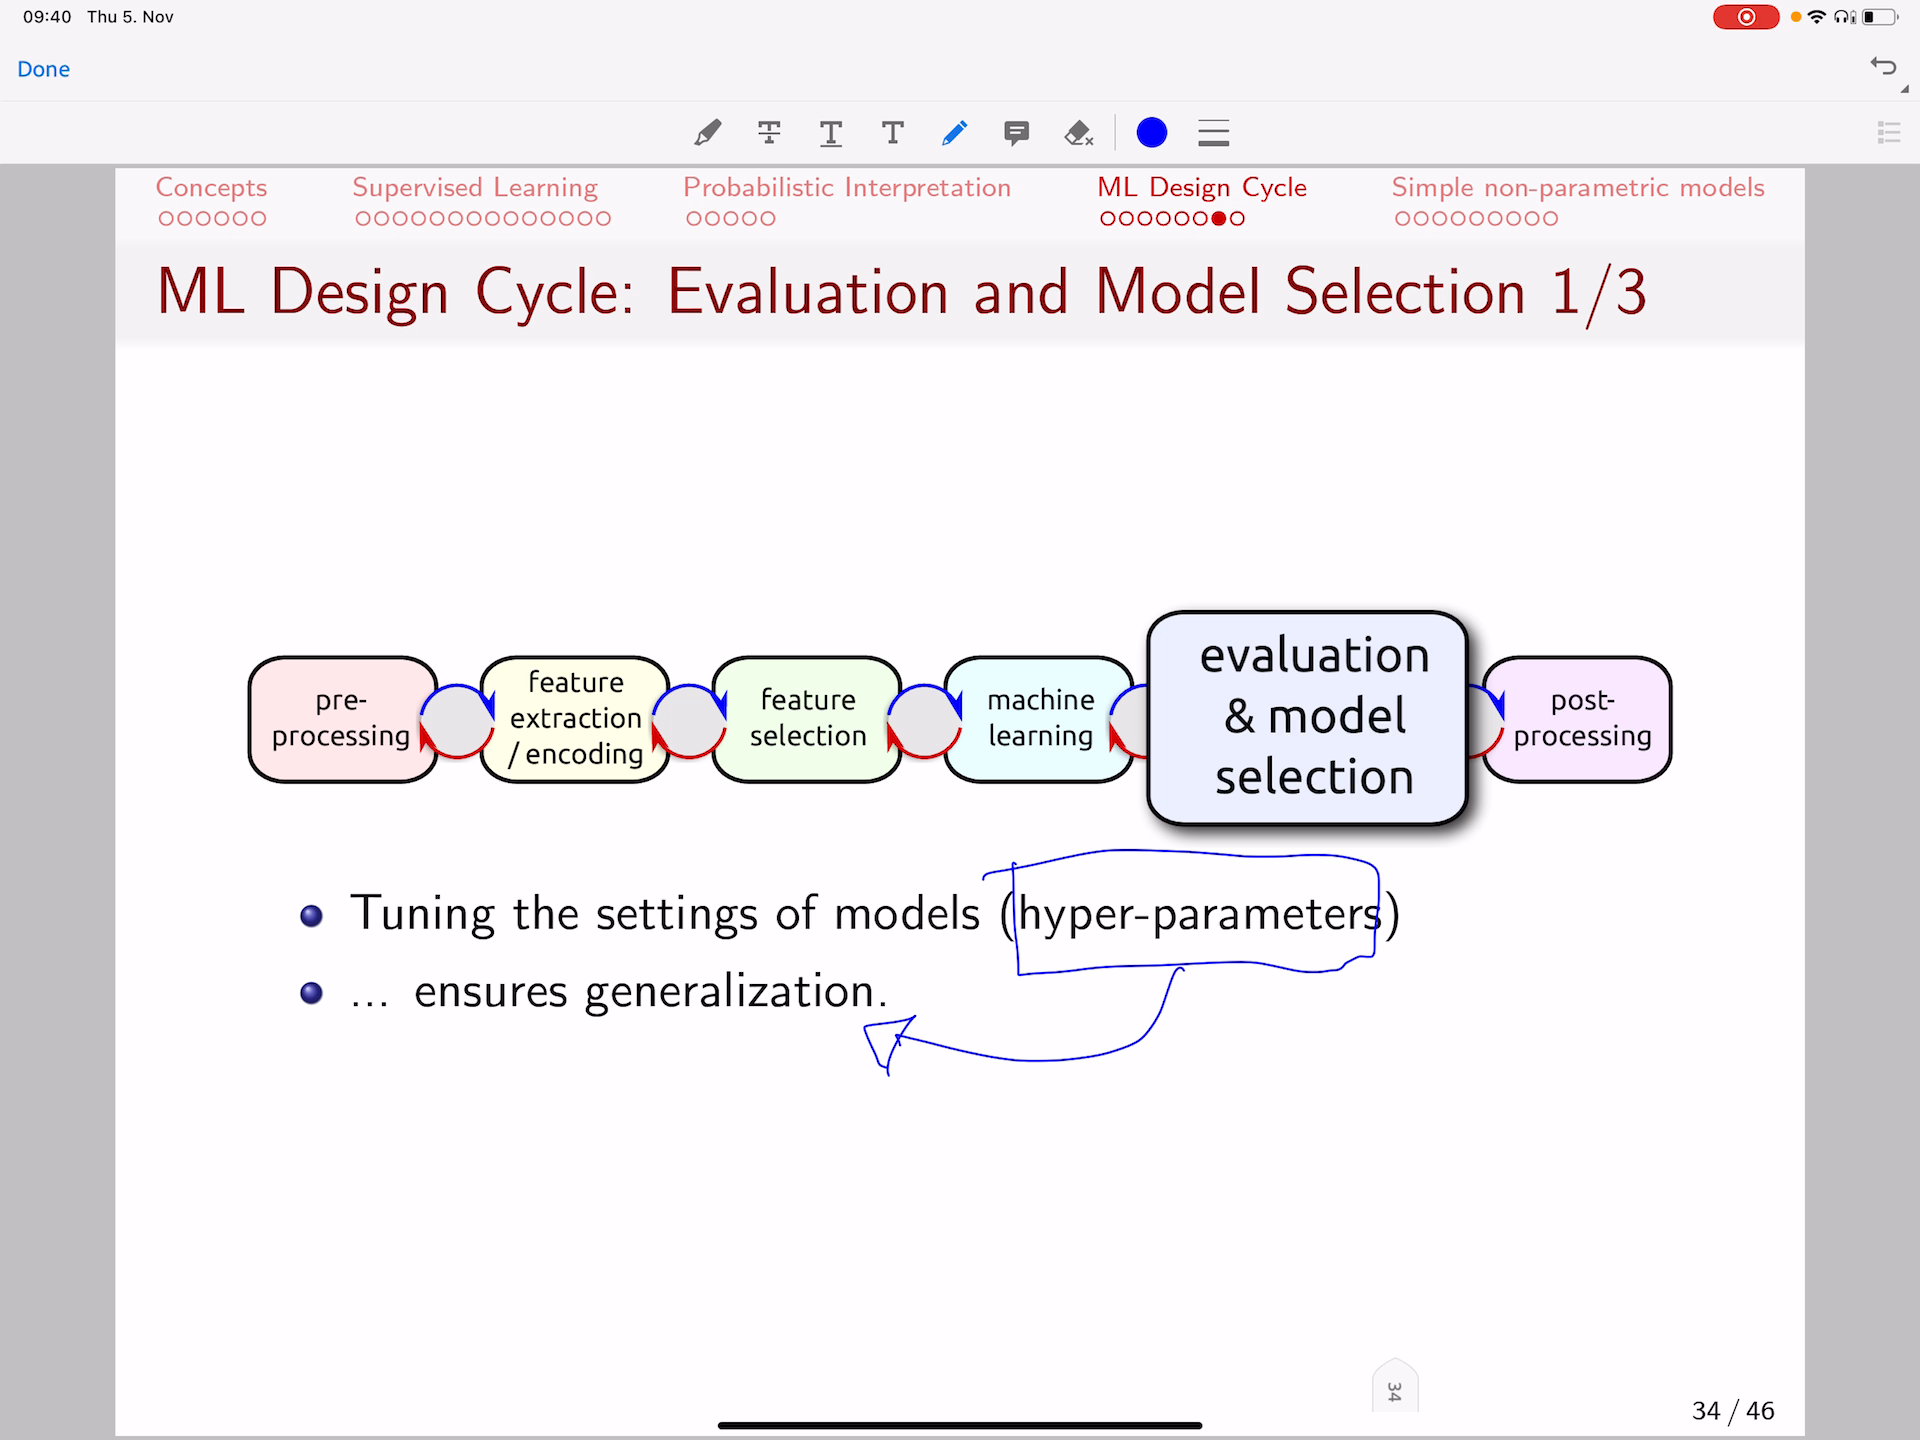 09:40 Thu 5. Nov
Done
Concepts Supervised Learning Probabilistic Interpretation ML Design Cycle Simple non-parametric models
ML Design Cycle: Evaluation and Model Selection 1/3
pre-
processing
feature
extraction
/ encoding
feature
selection
machine
learning
evaluation
& model
selection
post-
processing
Tuning the settings of models (hyper-parameters)
... ensures generalization.
34
34 / 46